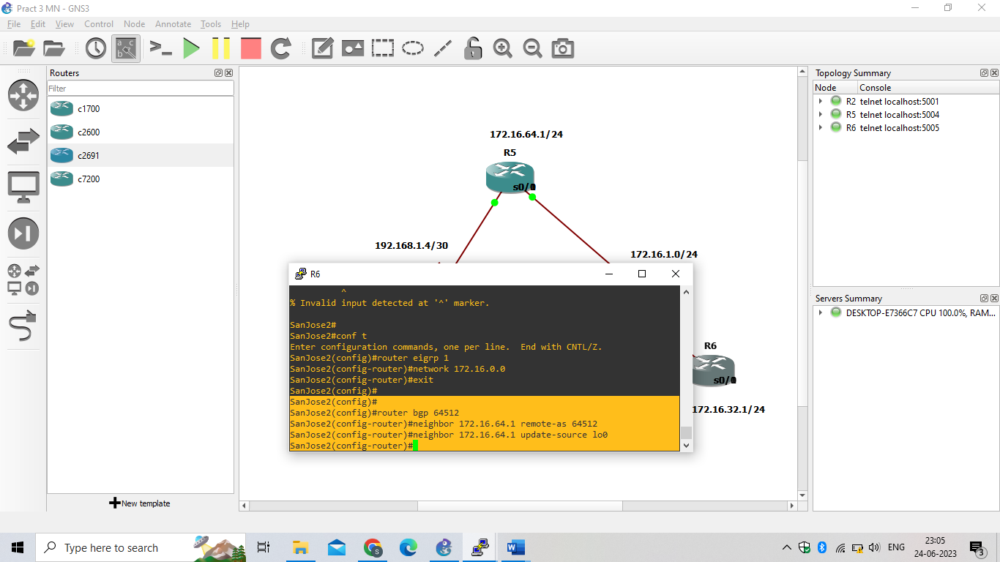 Pract 3 MN - GNS3
File Edit View Control Node Annotate Tools Help
Routers
Filter
c1700
c2600
c2691
c7200
New template
172.16.64.1/24
R5
s0/0
192.168.1.4/30
172.16.1.0/24
R6
s0/0
172.16.32.1/24
R6
^
% Invalid input detected at '^' marker.
SanJose2#
SanJose2#conf t
Enter configuration commands, one per line.  End with CNTL/Z.
SanJose2(config)#router eigrp 1
SanJose2(config-router)#network 172.16.0.0
SanJose2(config-router)#exit
SanJose2(config)#
SanJose2(config)#
SanJose2(config)#router bgp 64512
SanJose2(config-router)#neighbor 172.16.64.1 remote-as 64512
SanJose2(config-router)#neighbor 172.16.64.1 update-source lo0
SanJose2(config-router)#
Topology Summary
Node Console
R2 telnet localhost:5001
R5 telnet localhost:5004
R6 telnet localhost:5005
Servers Summary
DESKTOP-E7366C7 CPU 100.0%, RAM...
Type here to search
ENG
23:05
24-06-2023
3